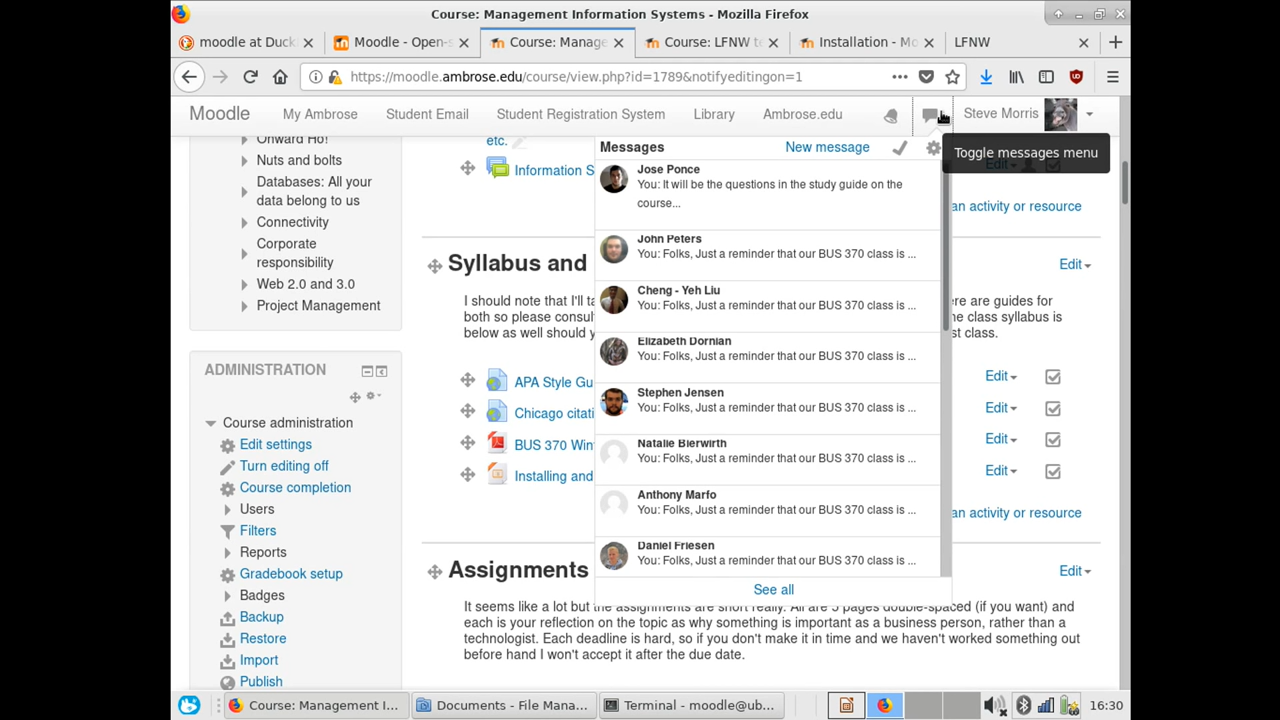 Course: Management Information Systems - Mozilla Firefox
moodle at Duck
Moodle - Open-s
Course: Manage
Course: LFNW te
Installation - Mo
LFNW
https://moodle.ambrose.edu/course/view.php?id=1789&notifyeditingon=1
Moodle
My Ambrose
Student Email
Student Registration System
Library
Ambrose.edu
Steve Morris
Toggle messages menu
Onward Ho!
Nuts and bolts
Databases: All your
data belong to us
Connectivity
Corporate
responsibility
Web 2.0 and 3.0
Project Management
ADMINISTRATION
Course administration
Edit settings
Turn editing off
Course completion
Users
Filters
Reports
Gradebook setup
Badges
Backup
Restore
Import
Publish
etc.
Information S
an activity or resource
Syllabus and
Edit
I should note that I'll ta
ere are guides for
both so please consul
ne class syllabus is
below as well should y
st class.
APA Style Gu
Edit
Chicago citati
Edit
BUS 370 Win
Edit
Installing and
Edit
an activity or resource
Messages
New message
Jose Ponce
You: It will be the questions in the study guide on the
course...
John Peters
You: Folks, Just a reminder that our BUS 370 class is ...
Cheng - Yeh Liu
You: Folks, Just a reminder that our BUS 370 class is ...
Elizabeth Dornian
You: Folks, Just a reminder that our BUS 370 class is ...
Stephen Jensen
You: Folks, Just a reminder that our BUS 370 class is ...
Natalie Bierwirth
You: Folks, Just a reminder that our BUS 370 class is ...
Anthony Marfo
You: Folks, Just a reminder that our BUS 370 class is ...
Daniel Friesen
You: Folks, Just a reminder that our BUS 370 class is ...
See all
Assignments
Edit
It seems like a lot but the assignments are short really. All are 5 pages double-spaced (if you want) and
each is your reflection on the topic as why something is important as a business person, rather than a
technologist. Each deadline is hard, so if you don't make it in time and we haven't worked something out
before hand I won't accept it after the due date.
Course: Management I...
Documents - File Mana...
Terminal - moodle@ub...
16:30